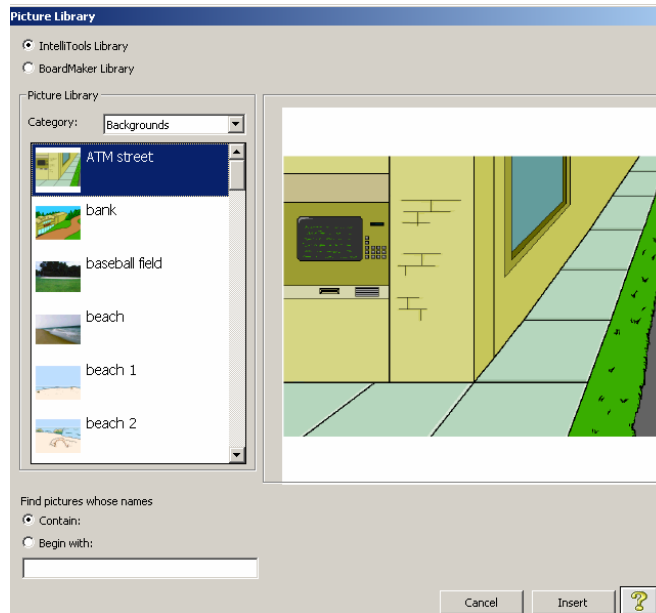 Picture Library
IntelliTools Library
BoardMaker Library
Picture Library
Category: Backgrounds
ATM street
bank
baseball field
beach
beach 1
beach 2
Find pictures whose names
Contain:
Begin with:
Cancel Insert ?